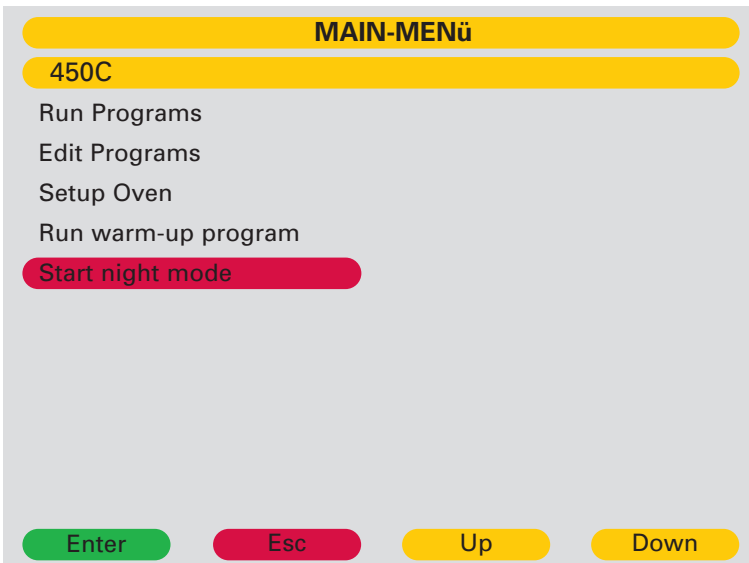 MAIN-MENü
450C
Run Programs
Edit Programs
Setup Oven
Run warm-up program
Start night mode
Enter Esc Up Down